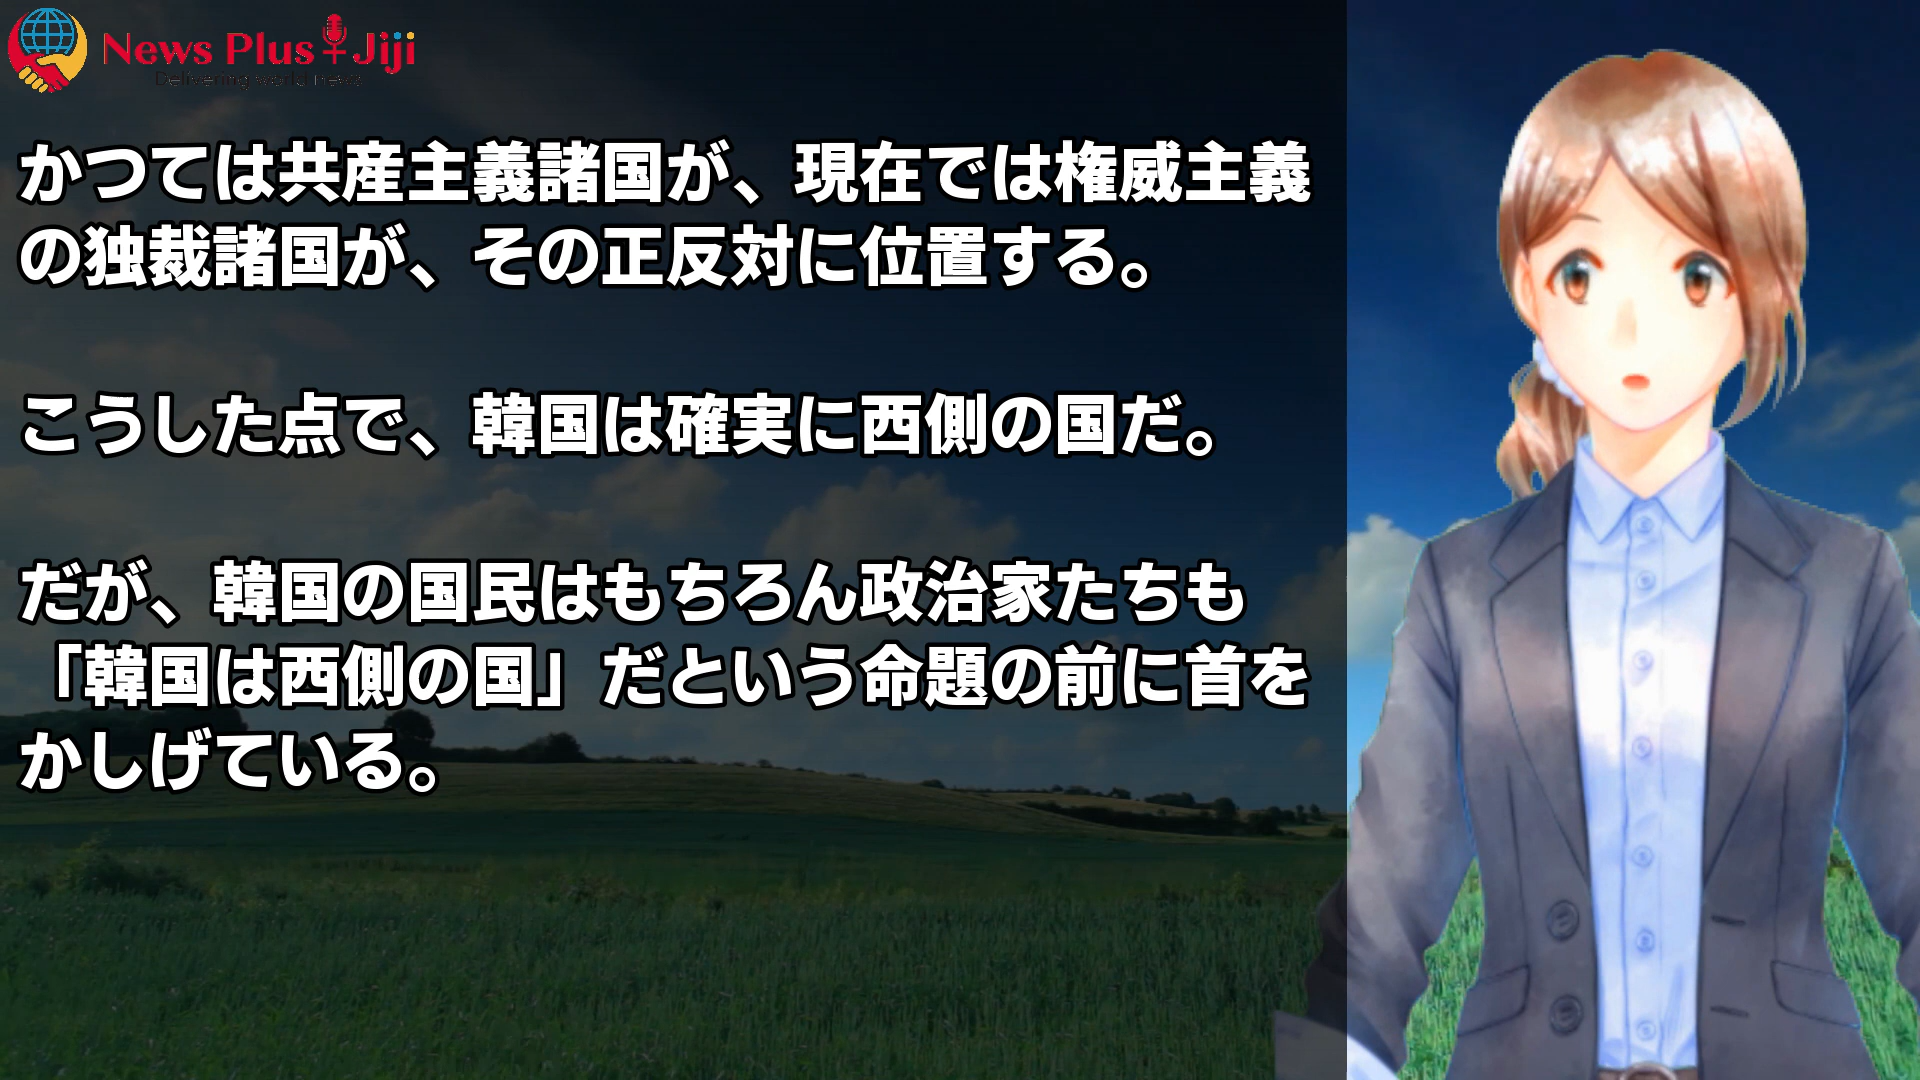 News Plus Jiji
Delivering world news
かつては共産主義諸国が、現在では権威主義
の独裁諸国が、その正反対に位置する。
こうした点で、韓国は確実に西側の国だ。
だが、韓国の国民はもちろん政治家たちも
「韓国は西側の国」だという命題の前に首を
かしげている。